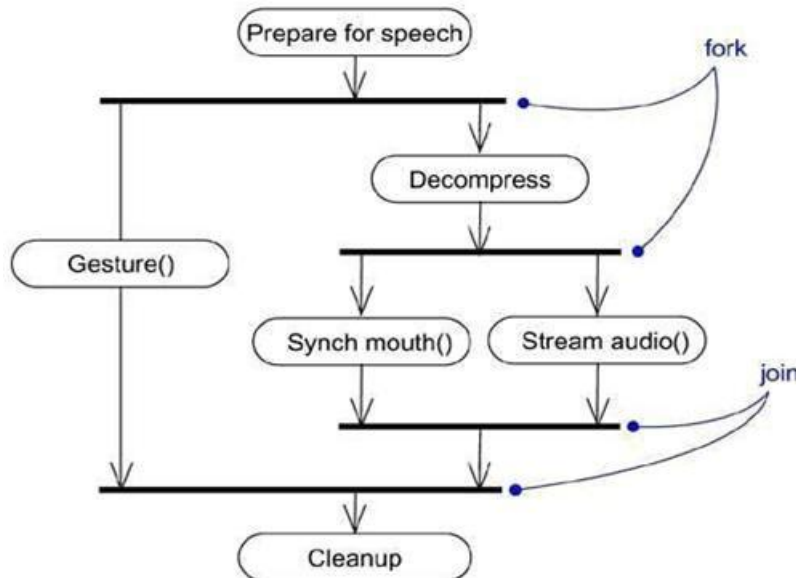 Prepare for speech
fork
Decompress
Gesture()
Synch mouth()
Stream audio()
join
Cleanup